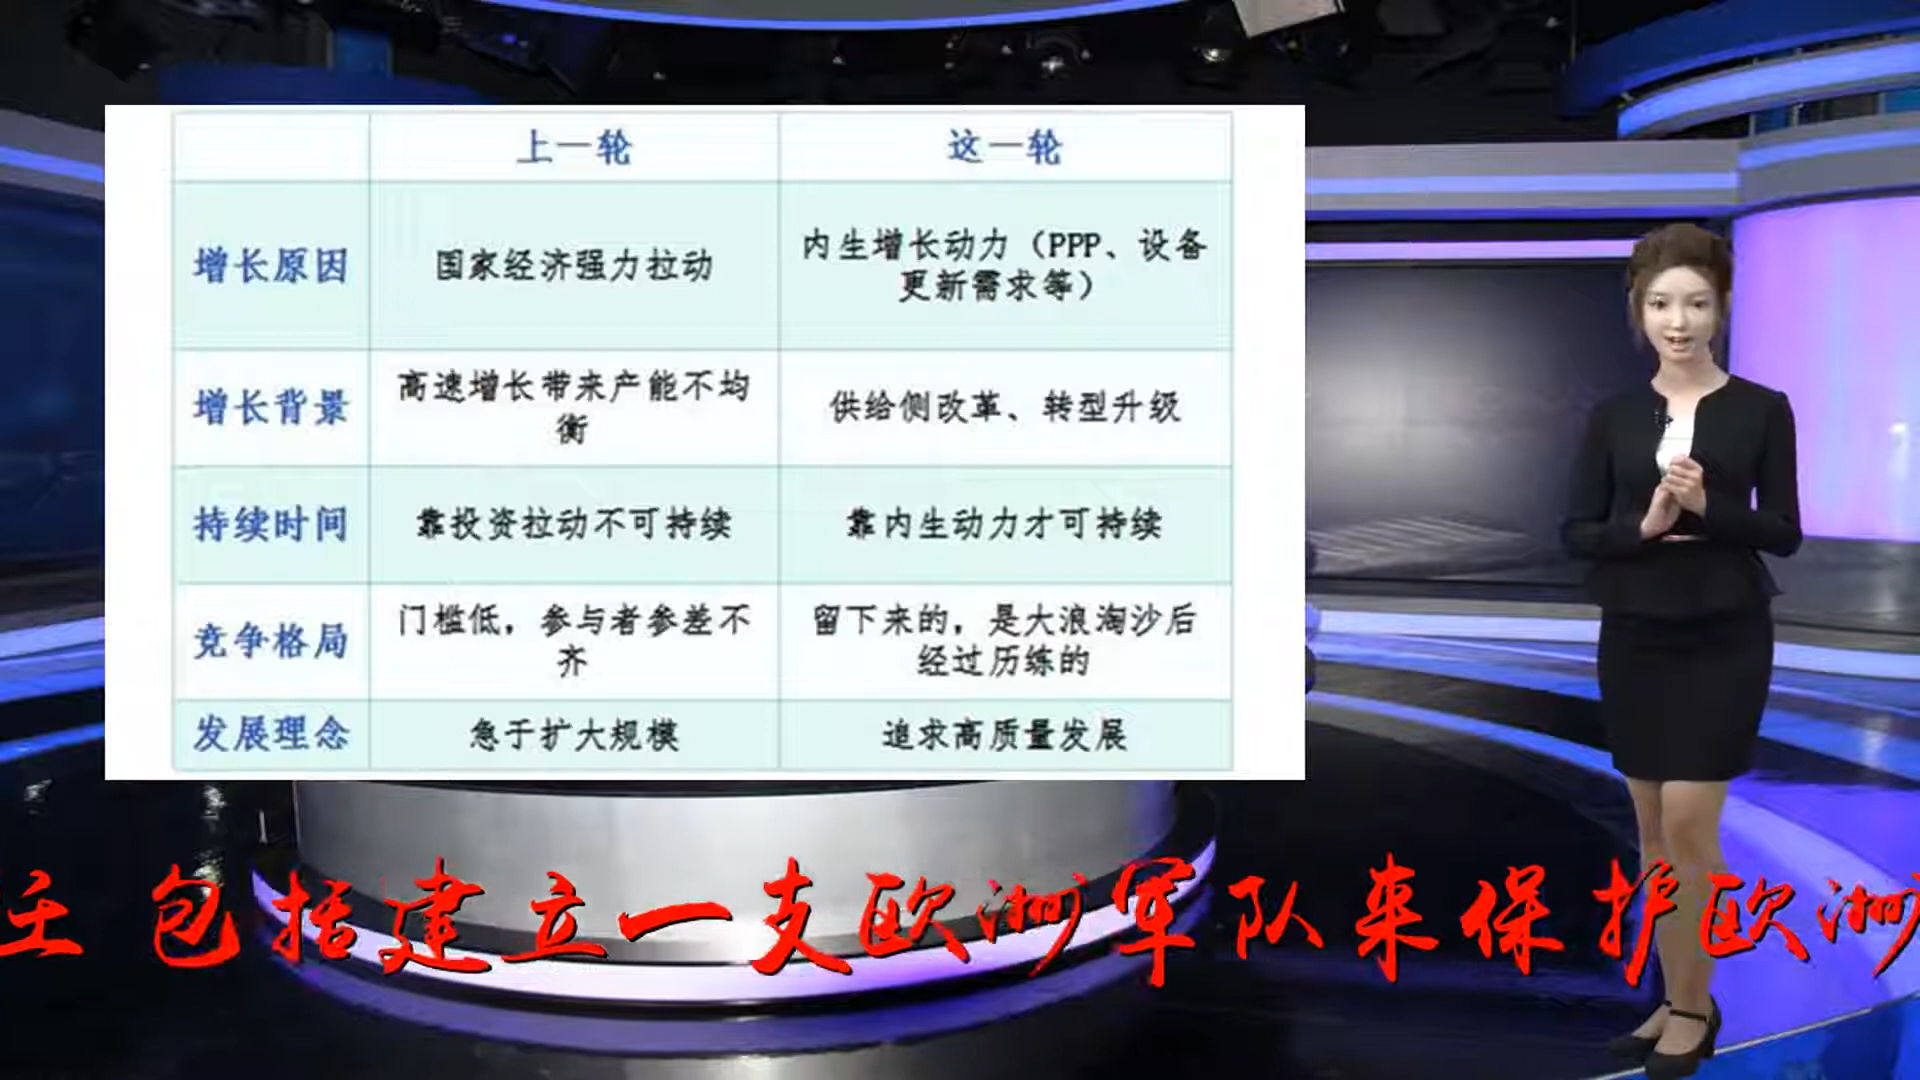 上一轮
这一轮
增长原因
国家经济强力拉动
内生增长动力（PPP、设备
更新需求等）
增长背景
高速增长带来产能不均
衡
供给侧改革、转型升级
持续时间
靠投资拉动不可持续
靠内生动力才可持续
竞争格局
门槛低，参与者参差不
齐
留下来的，是大浪淘沙后
经过历练的
发展理念
急于扩大规模
追求高质量发展
任 包括建立一支欧洲军队来保护欧洲